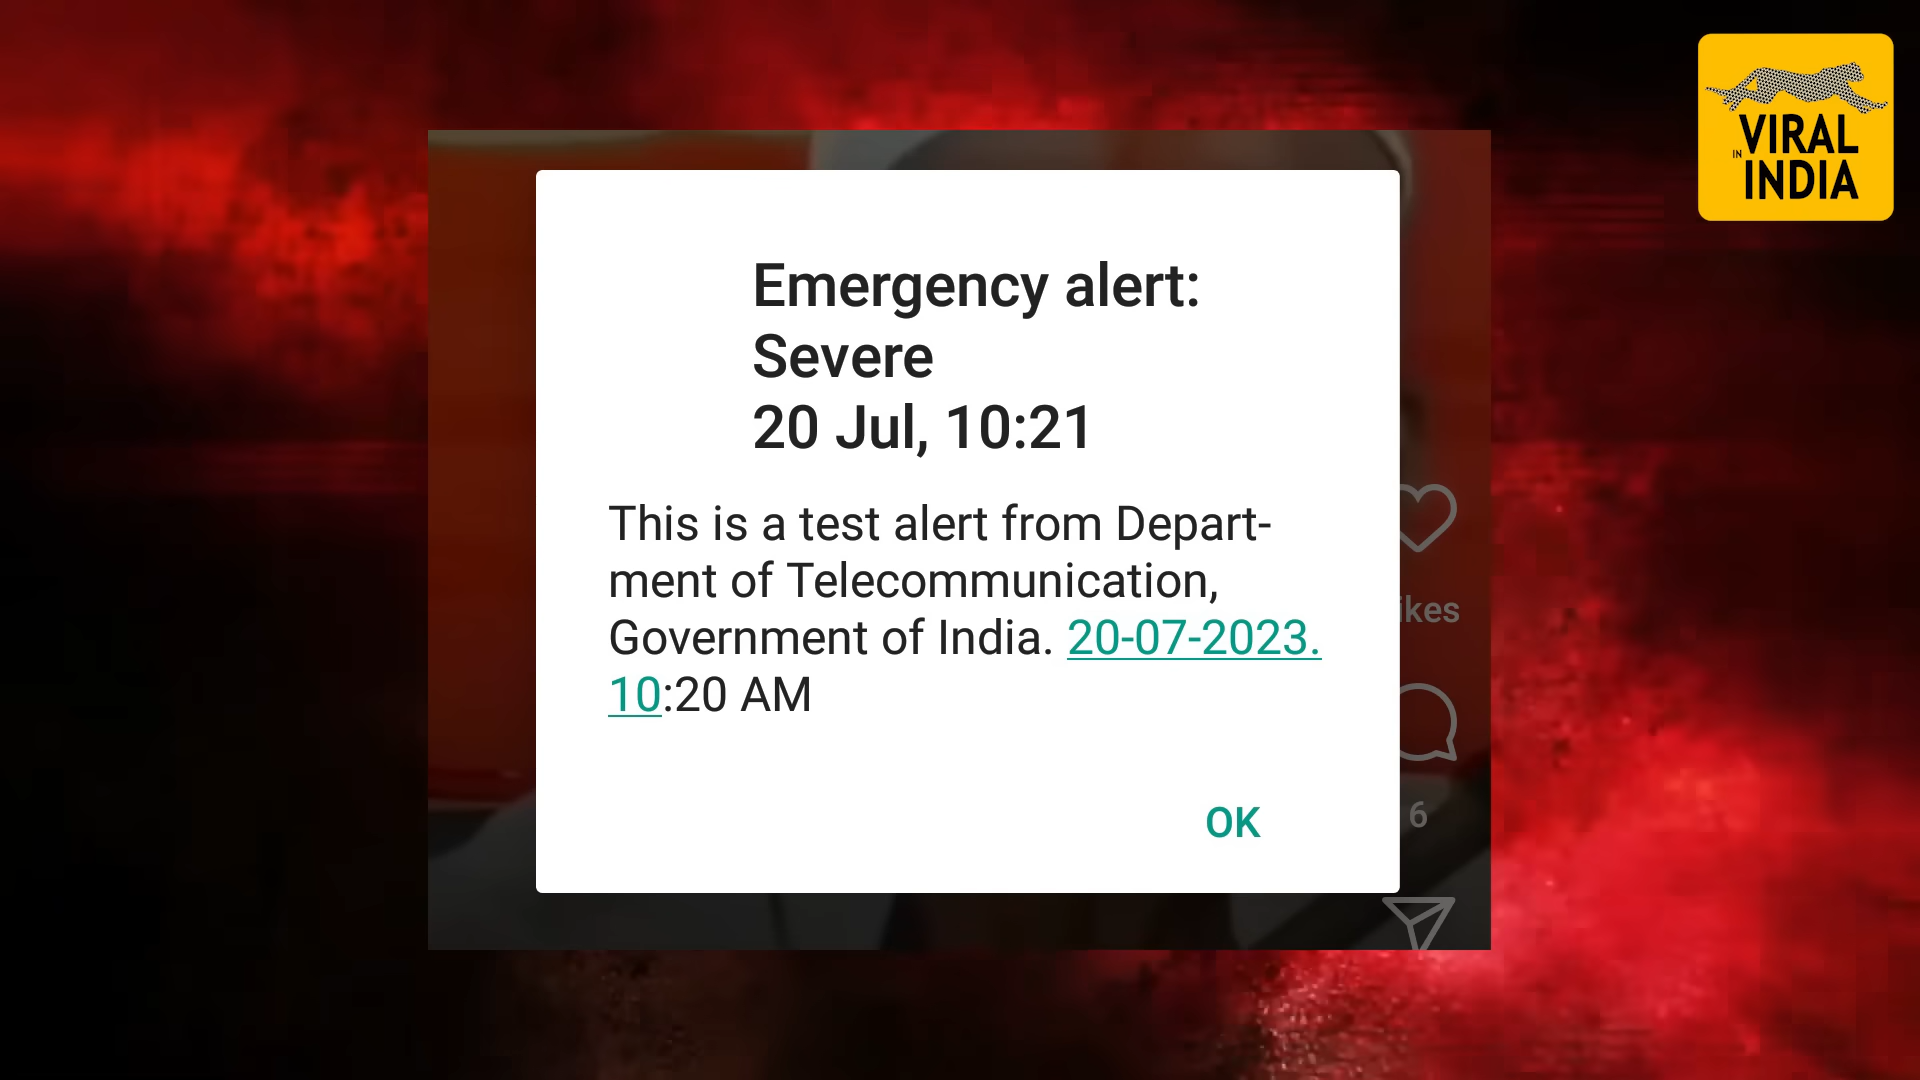 VIRAL
IN
INDIA
Emergency alert:
Severe
20 Jul, 10:21
This is a test alert from Depart-
ment of Telecommunication,
Government of India. 20-07-2023.
10:20 AM
ikes
6
OK